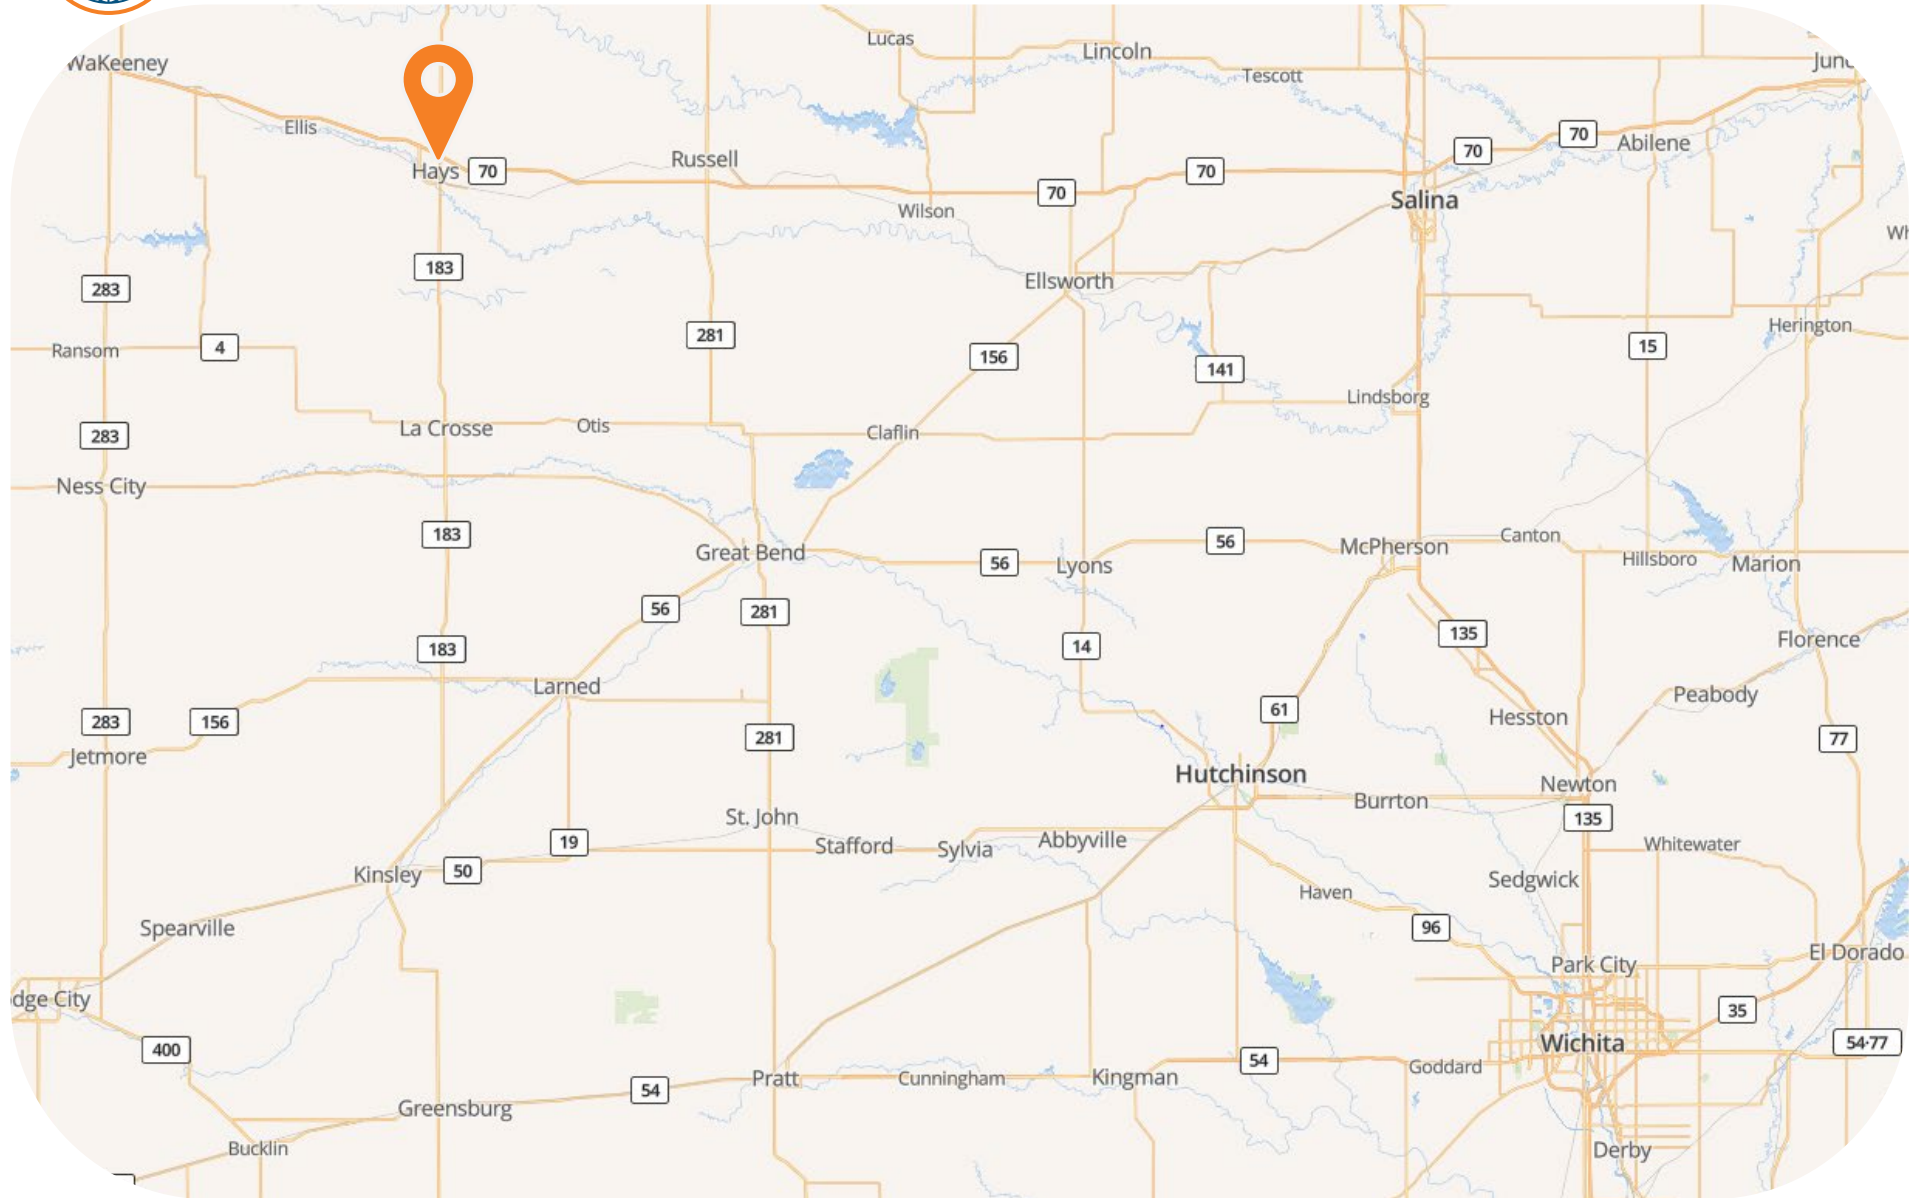 Lucas
Lincoln
WaKeeney
Tescott
Ellis
70
70
Abilene
Hays
70
Russell
70
70
Salina
Wilson
183
Ellsworth
283
Herington
281
15
Ransom
4
156
141
Lindsborg
La Crosse
Otis
Claflin
283
Ness City
183
Great Bend
56
Lyons
56
McPherson
Canton
Hillsboro
Marion
56
281
183
14
135
Florence
Larned
Peabody
283
156
61
Hesston
281
77
Jetmore
Hutchinson
Newton
Burrton
St. John
135
19
Stafford
Sylvia
Abbyville
Whitewater
Kinsley
50
Haven
Sedgwick
Spearville
96
El Dorado
Park City
dge City
35
400
Wichita
54·77
54
Goddard
Pratt
Cunningham
Kingman
54
Greensburg
Bucklin
Derby